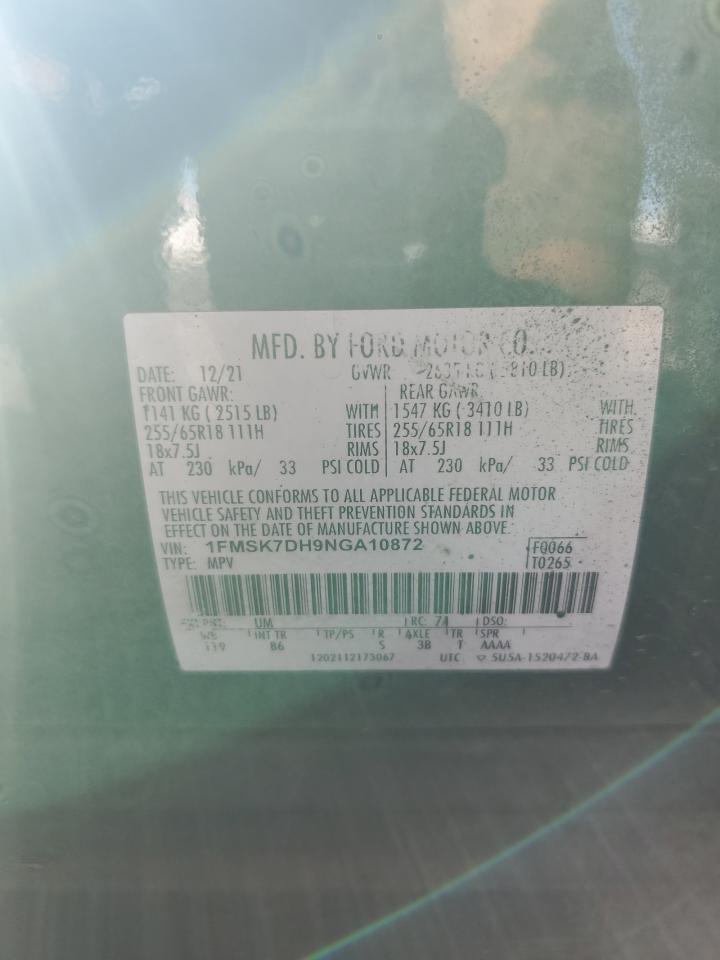 MFD. BY FORD MOTOR CO.
DATE: 12/21 GVWR
FRONT GAWR: REAR GAWR
1141 KG ( 2515 LB) WITH 1547 KG ( 3410 LB) WITH
255/65R18 111H TIRES 255/65R18 111H TIRES
18x7.5J RIMS 18x7.5J RIMS
AT 230 kPa/ 33 PSI COLD AT 230 kPa/ 33 PSI COLD
THIS VEHICLE CONFORMS TO ALL APPLICABLE FEDERAL MOTOR
VEHICLE SAFETY AND THEFT PREVENTION STANDARDS IN
EFFECT ON THE DATE OF MANUFACTURE SHOWN ABOVE.
VIN: 1FMSK7DH9NGA10872 F0066
TYPE: MPV T0265
EXT PNT: UM RC: 74 DSO:
WB INT TR TP/PS R AXLE TR SPR
119 B6 S 3B T AAAA
1202112173067 UTC 5U5A-1520472-BA